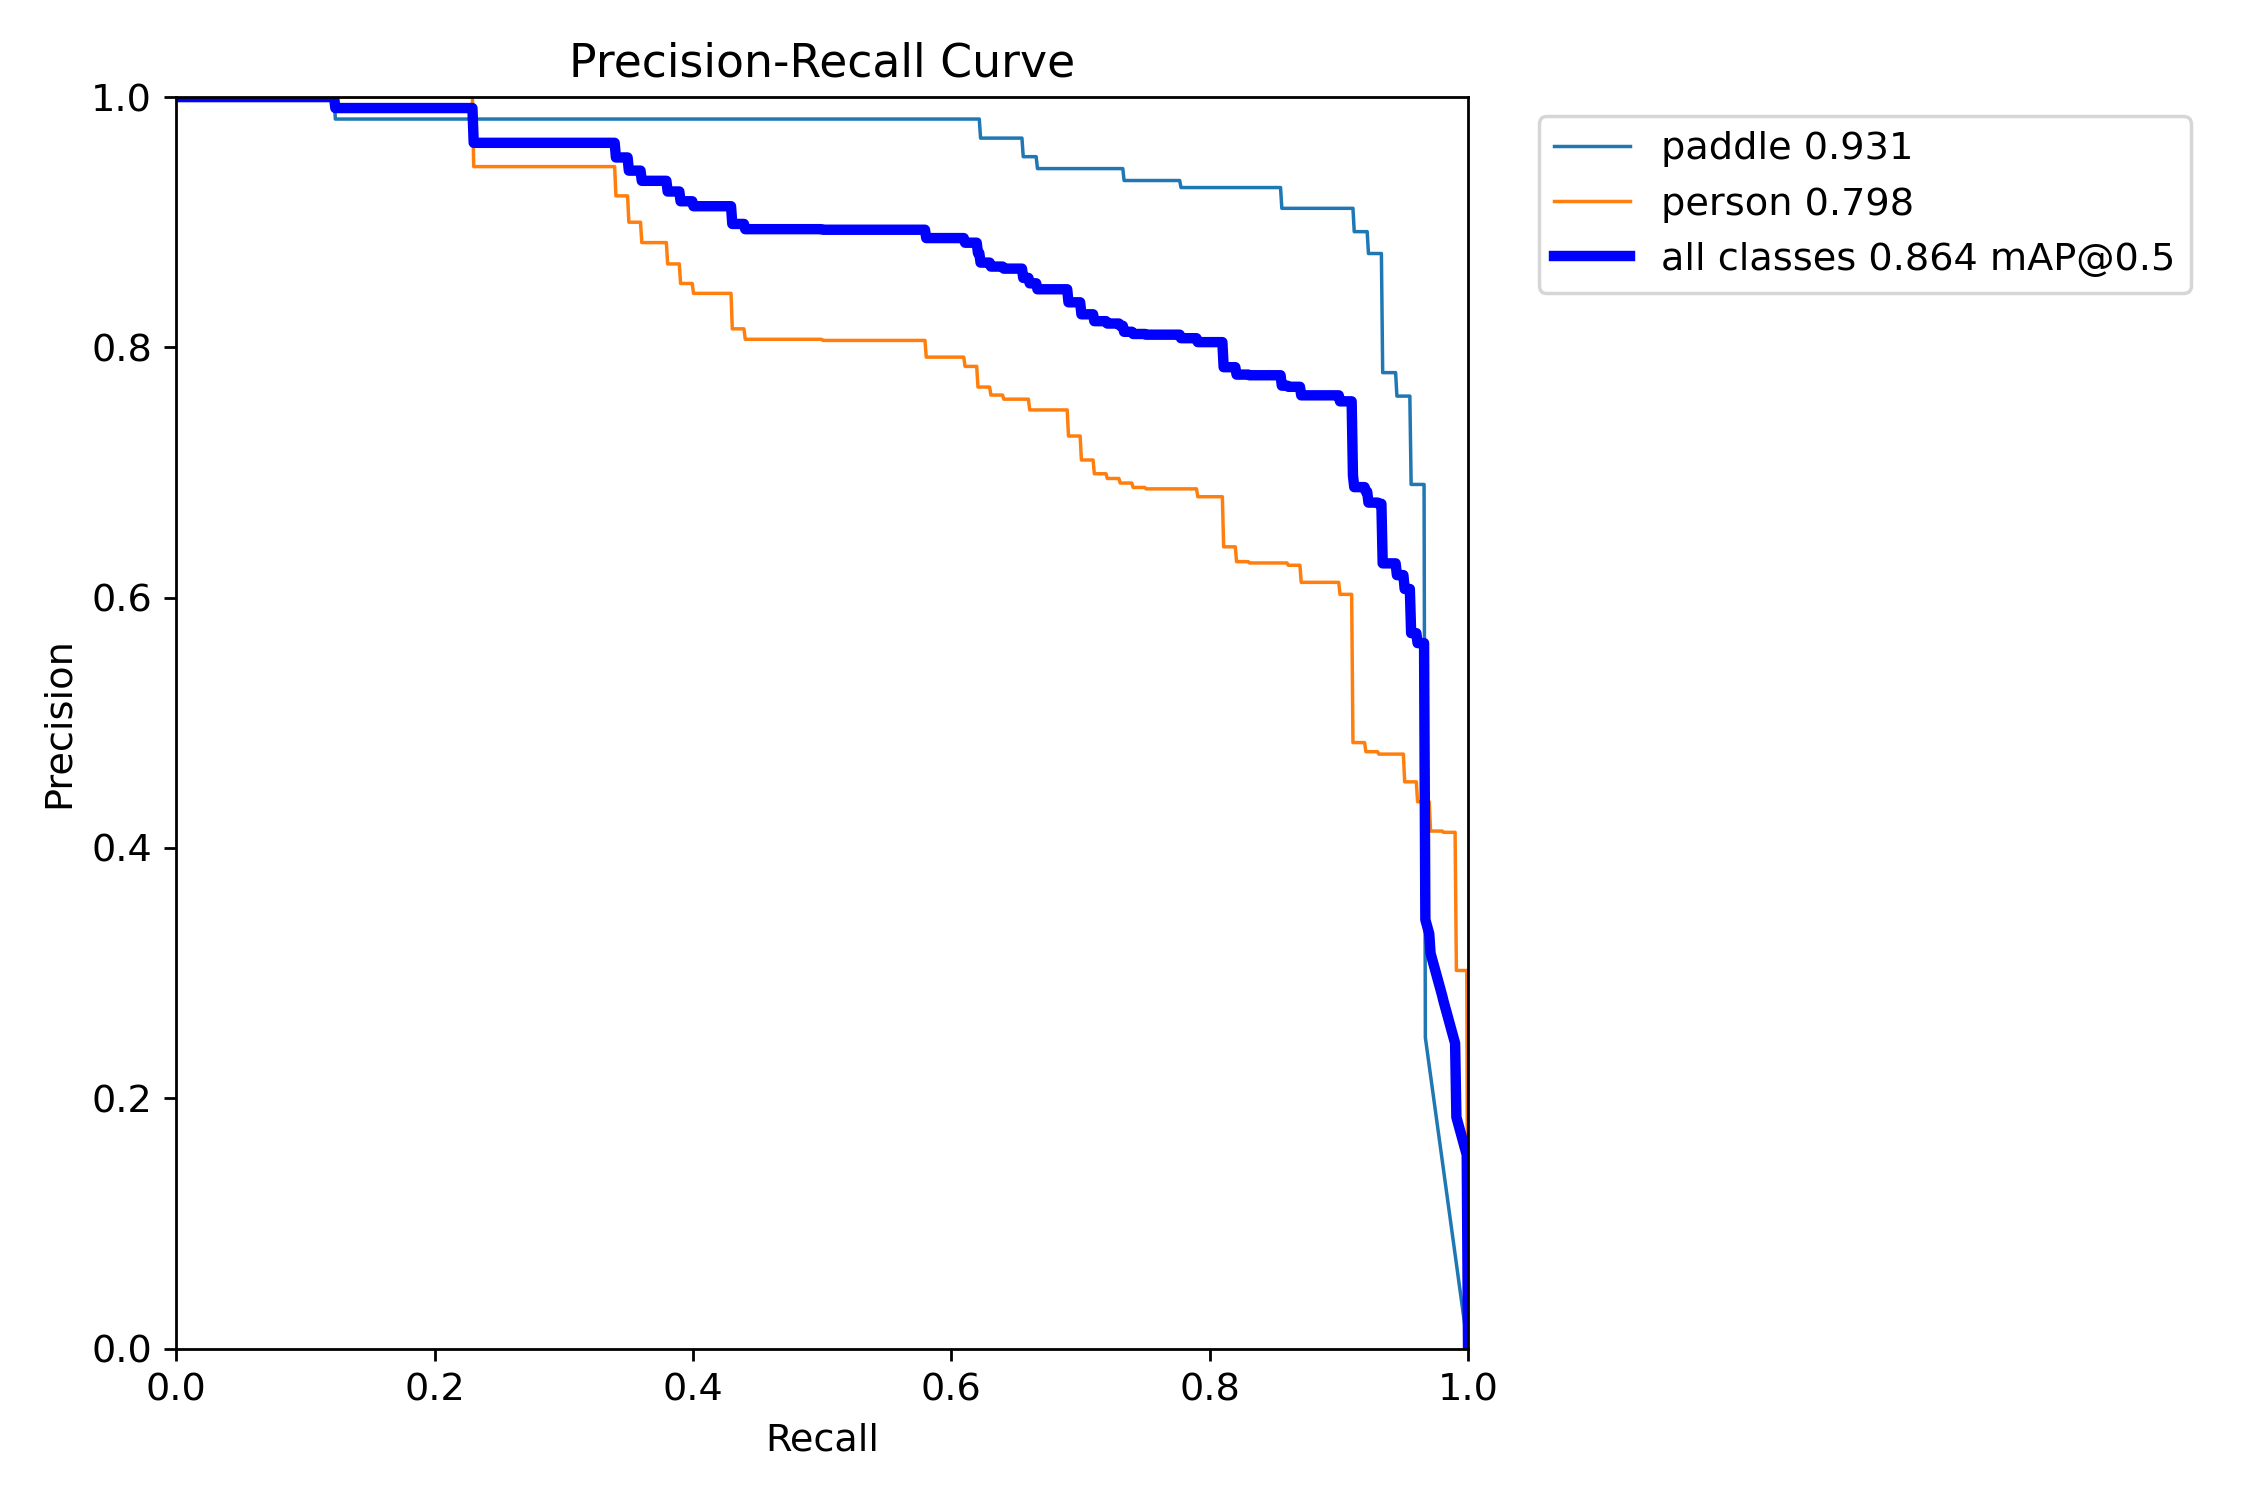 Precision-Recall Curve
1.0
0.8
0.6
0.4
0.2
0.0
Precision
0.0 0.2 0.4 0.6 0.8 1.0
Recall
paddle 0.931
person 0.798
all classes 0.864 mAP@0.5